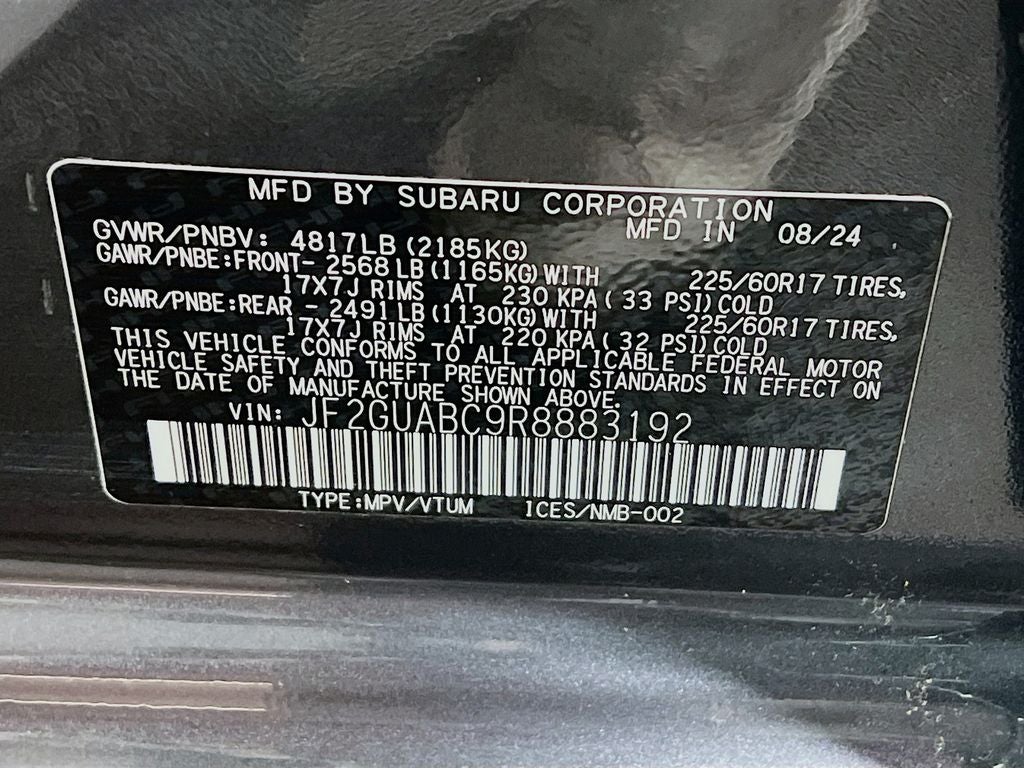 MFD BY SUBARU CORPORATION
MFD IN 08/24
GVWR/PNBV: 4817LB (2185KG)
GAWR/PNBE:FRONT- 2568 LB (1165KG) WITH 225/60R17 TIRES,
17X7J RIMS AT 230 KPA ( 33 PSI) COLD
GAWR/PNBE:REAR - 2491 LB (1130KG) WITH 225/60R17 TIRES,
17X7J RIMS AT 220 KPA ( 32 PSI) COLD
THIS VEHICLE CONFORMS TO ALL APPLICABLE FEDERAL MOTOR
VEHICLE SAFETY AND THEFT PREVENTION STANDARDS IN EFFECT ON
THE DATE OF MANUFACTURE SHOWN ABOVE.
VIN: JF2GUABC9R8883192
TYPE:MPV/VTUM ICES/NMB-002